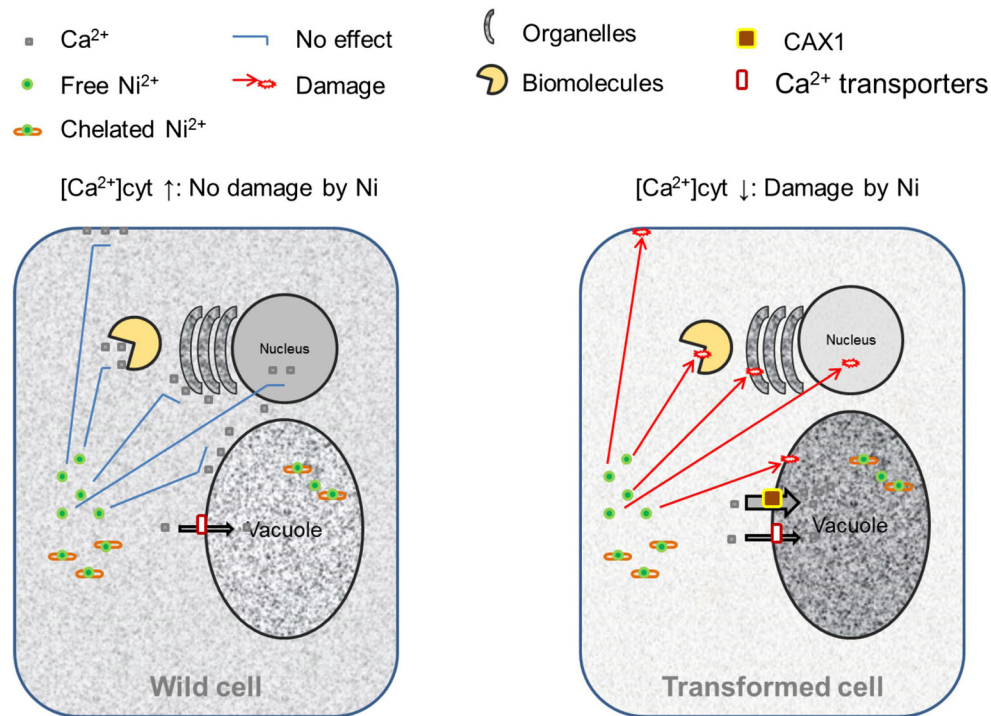 Ca²⁺
No effect
Organelles
CAX1
Free Ni²⁺
Damage
Biomolecules
Ca²⁺ transporters
Chelated Ni²⁺
[Ca²⁺]cyt ↑: No damage by Ni
[Ca²⁺]cyt ↓: Damage by Ni
Nucleus
Vacuole
Wild cell
Nucleus
Vacuole
Transformed cell